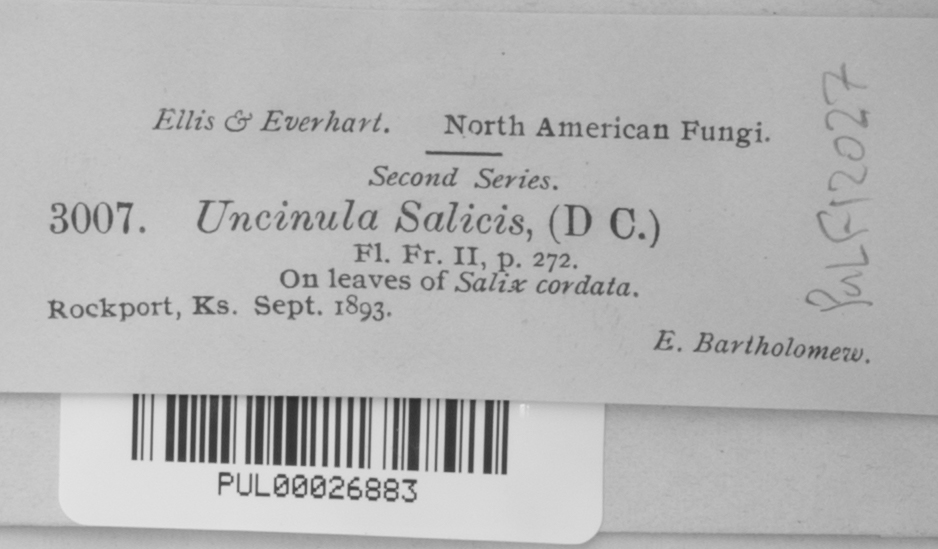 Ellis & Everhart. North American Fungi.
Second Series.
3007. Uncinula Salicis, (D C.)
Fl. Fr. II, p. 272.
On leaves of Salix cordata.
Rockport, Ks. Sept. 1893.
E. Bartholomew.
PULF12027
PUL00026883